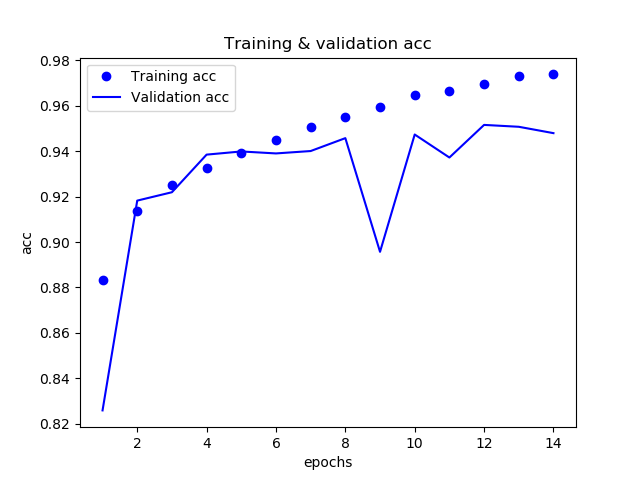 Training & validation acc
Training acc
Validation acc
0.98
0.96
0.94
0.92
0.90
0.88
0.86
0.84
0.82
acc
2 4 6 8 10 12 14
epochs